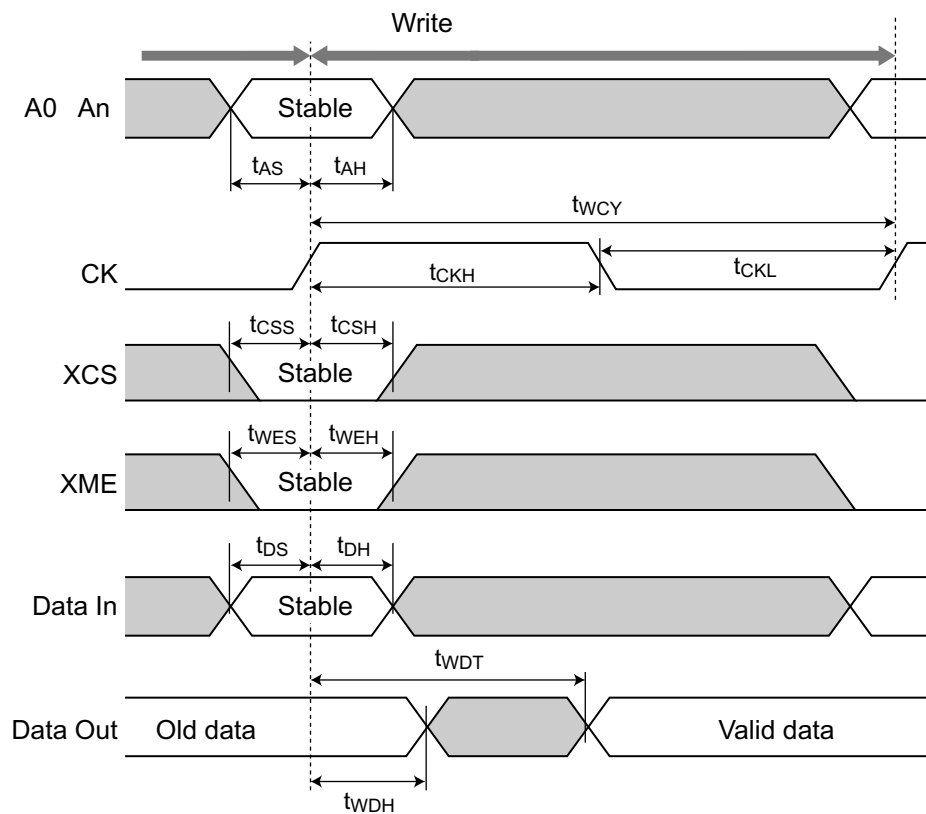 Write
A0 An
Stable
tAS
tAH
tWCY
CK
tCKH
tCKL
tCSS
tCSH
XCS
Stable
tWES
tWEH
XME
Stable
tDS
tDH
Data In
Stable
tWDT
Data Out
Old data
Valid data
tWDH